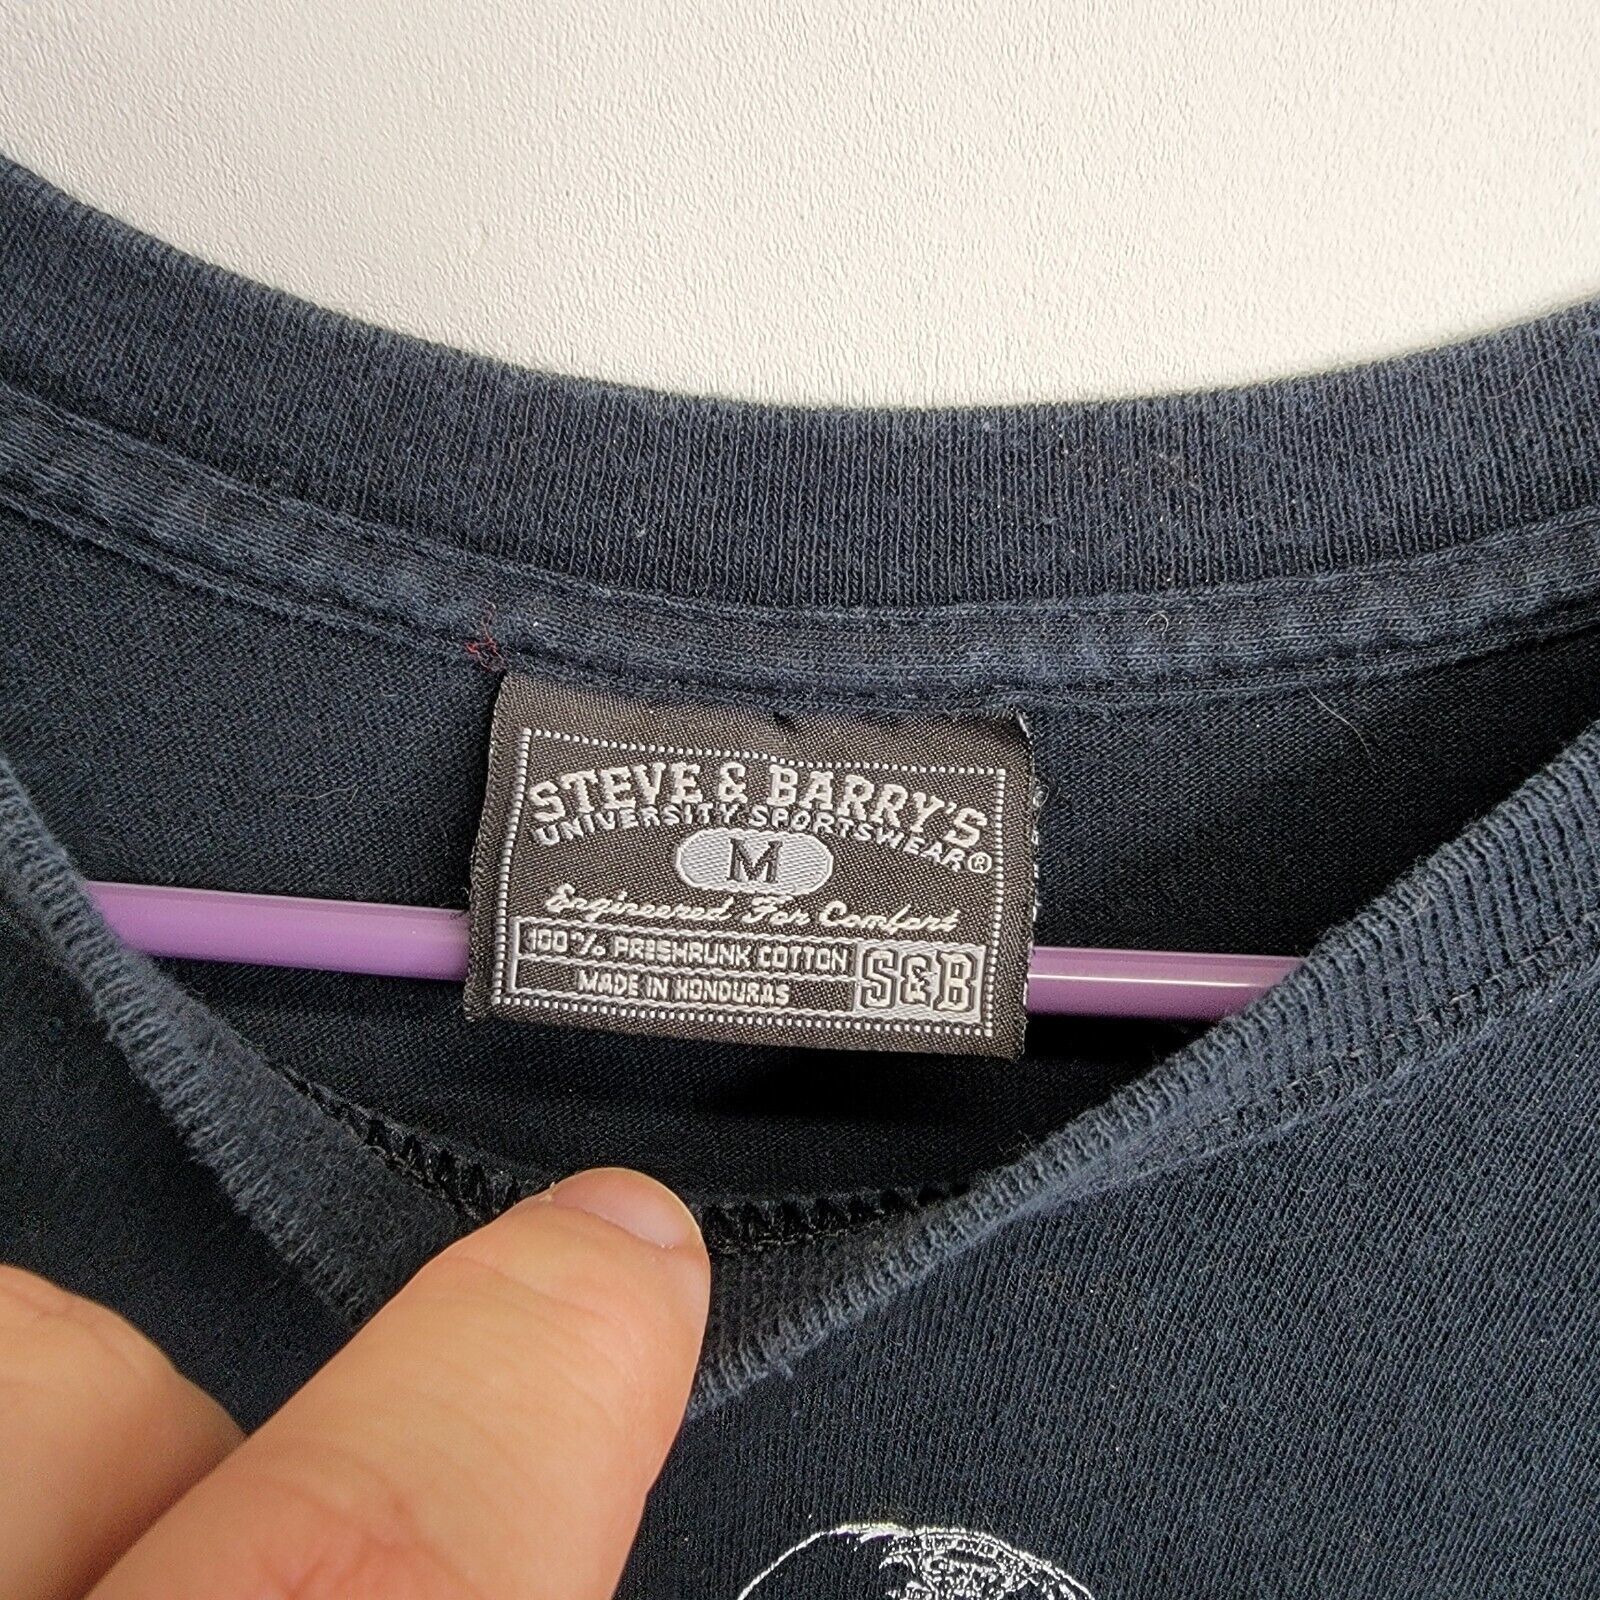 STEVE & BARRY'S
UNIVERSITY SPORTSWEAR®
M
Engineered For Comfort
100% PRESHRUNK COTTON
MADE IN HONDURAS
S&B